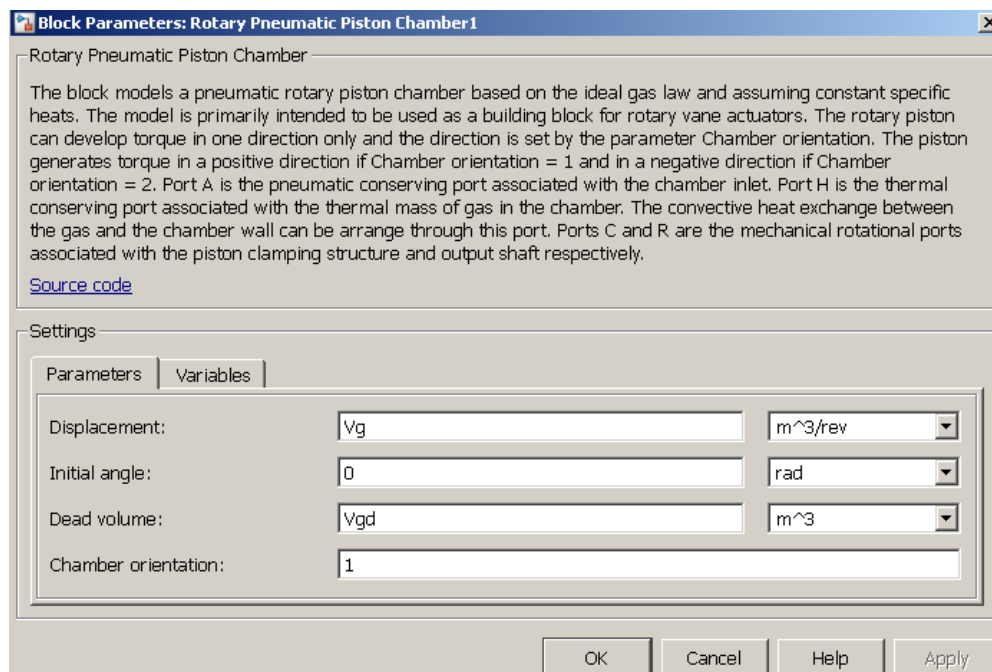 Block Parameters: Rotary Pneumatic Piston Chamber1
Rotary Pneumatic Piston Chamber
The block models a pneumatic rotary piston chamber based on the ideal gas law and assuming constant specific
heats. The model is primarily intended to be used as a building block for rotary vane actuators. The rotary piston
can develop torque in one direction only and the direction is set by the parameter Chamber orientation. The piston
generates torque in a positive direction if Chamber orientation = 1 and in a negative direction if Chamber
orientation = 2. Port A is the pneumatic conserving port associated with the chamber inlet. Port H is the thermal
conserving port associated with the thermal mass of gas in the chamber. The convective heat exchange between
the gas and the chamber wall can be arrange through this port. Ports C and R are the mechanical rotational ports
associated with the piston clamping structure and output shaft respectively.
Source code
Settings
Parameters Variables
Displacement: Vg m^3/rev
Initial angle: 0 rad
Dead volume: Vgd m^3
Chamber orientation: 1
OK Cancel Help Apply